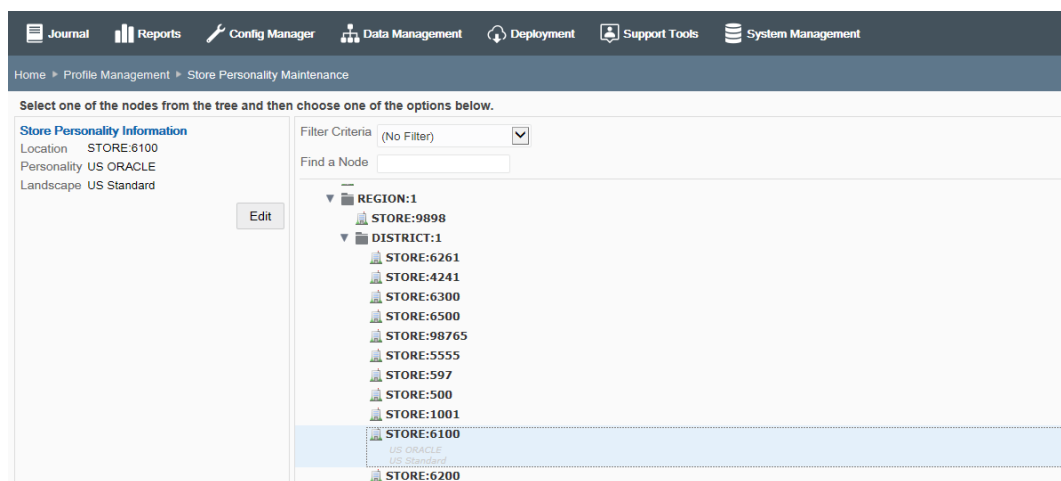 Journal Reports Config Manager Data Management Deployment Support Tools System Management
Home Profile Management Store Personality Maintenance
Select one of the nodes from the tree and then choose one of the options below.
Store Personality Information
Location STORE:6100
Personality US ORACLE
Landscape US Standard
Edit
Filter Criteria (No Filter)
Find a Node
REGION:1
STORE:9898
DISTRICT:1
STORE:6261
STORE:4241
STORE:6300
STORE:6500
STORE:98765
STORE:5555
STORE:597
STORE:500
STORE:1001
STORE:6100
US ORACLE
US Standard
STORE:6200